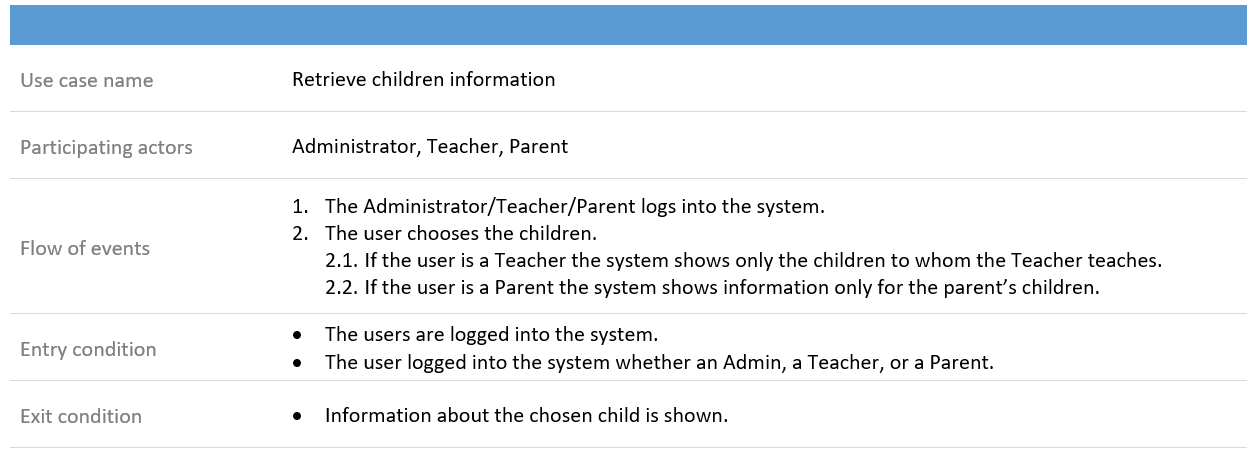 Use case name
Retrieve children information
Participating actors
Administrator, Teacher, Parent
Flow of events
1. The Administrator/Teacher/Parent logs into the system.
2. The user chooses the children.
2.1. If the user is a Teacher the system shows only the children to whom the Teacher teaches.
2.2. If the user is a Parent the system shows information only for the parent’s children.
Entry condition
• The users are logged into the system.
• The user logged into the system whether an Admin, a Teacher, or a Parent.
Exit condition
• Information about the chosen child is shown.